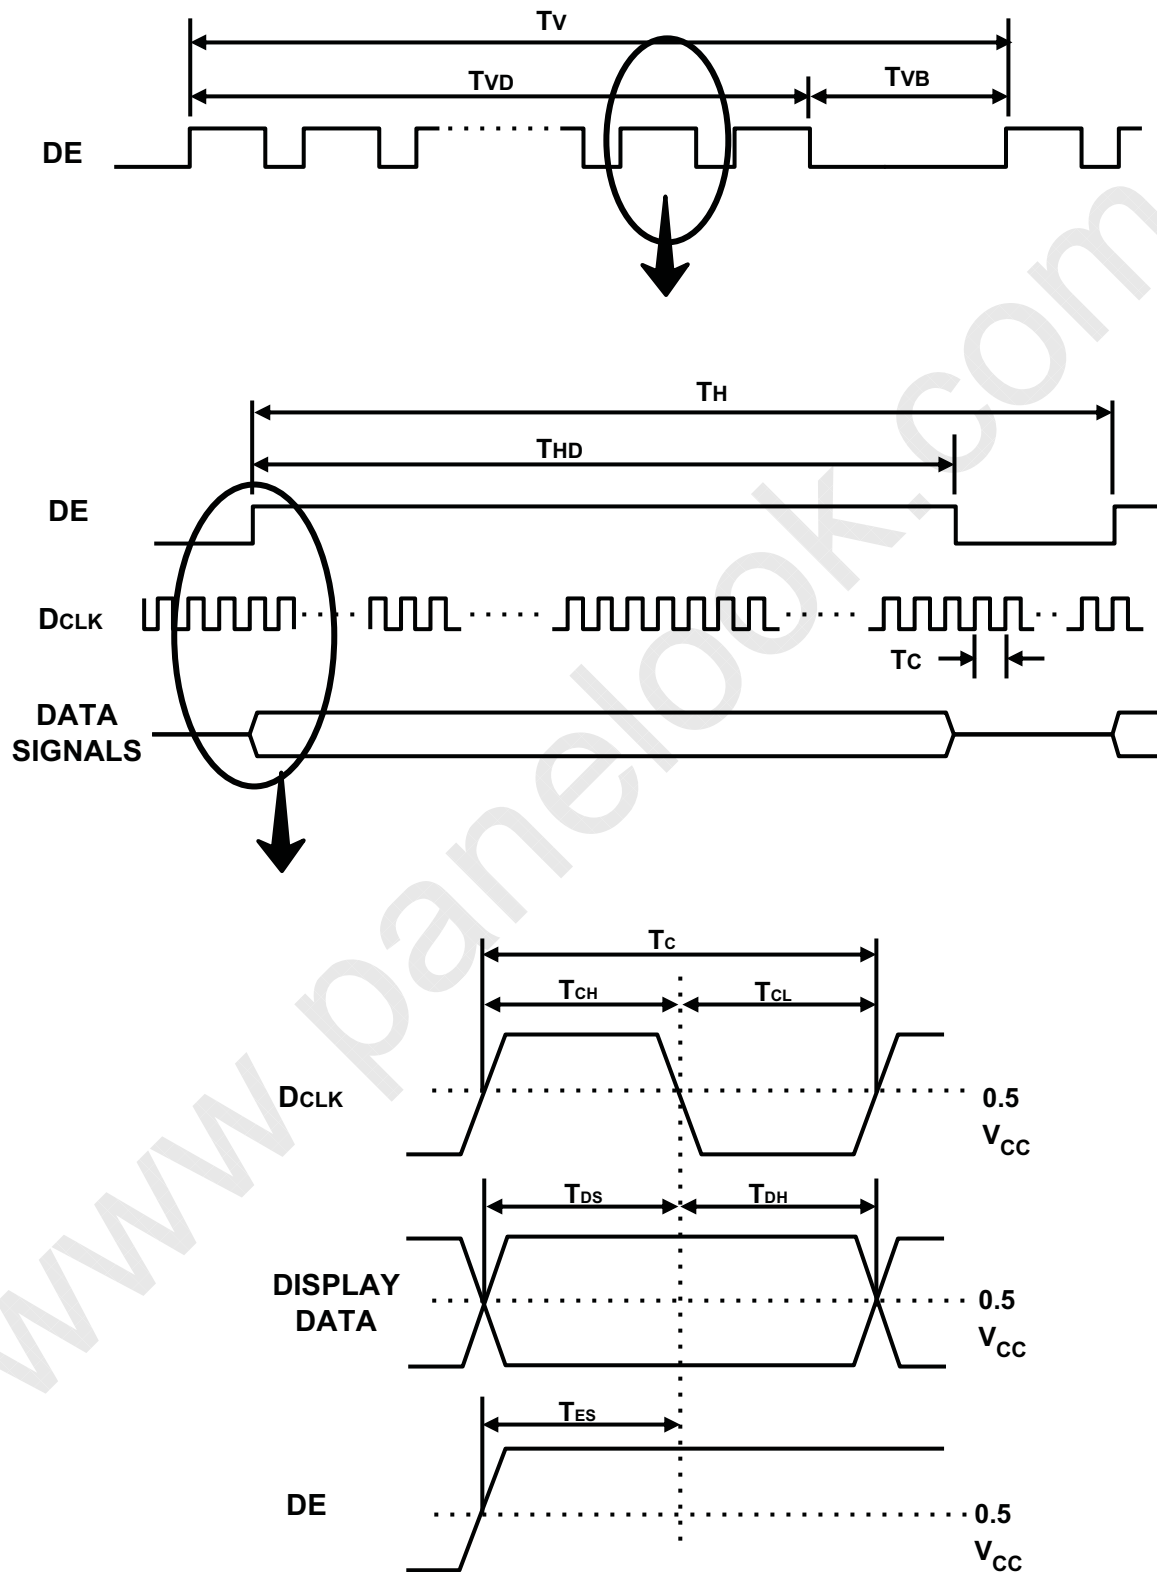 TV
TVD
TVB
DE
TH
THD
DE
DCLK
TC
DATA
SIGNALS
TC
TCH
TCL
DCLK
0.5
VCC
TDS
TDH
DISPLAY
DATA
0.5
VCC
TES
DE
0.5
VCC
www.panelook.com